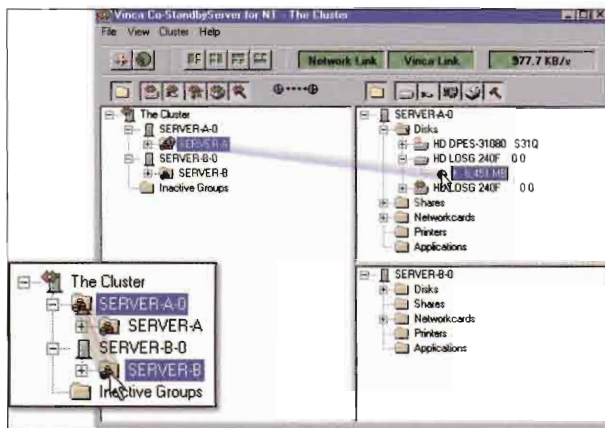 Vinca Co-StandbyServer for NT - The Cluster
File View Cluster Help
Network Link Vinca Link 977.7 KB/s
The Cluster
SERVER-A-0
SERVER-A
SERVER-B-0
SERVER-B
Inactive Groups
SERVER-A-0
Disks
HD DPES-31080 S31Q
HD LOSG 240F 0 0
MB
HD LOSG 240F 0 0
Shares
Networkcards
Printers
Applications
SERVER-B-0
Disks
Shares
Networkcards
Printers
Applications
The Cluster
SERVER-A-0
SERVER-A
SERVER-B-0
SERVER-B
Inactive Groups